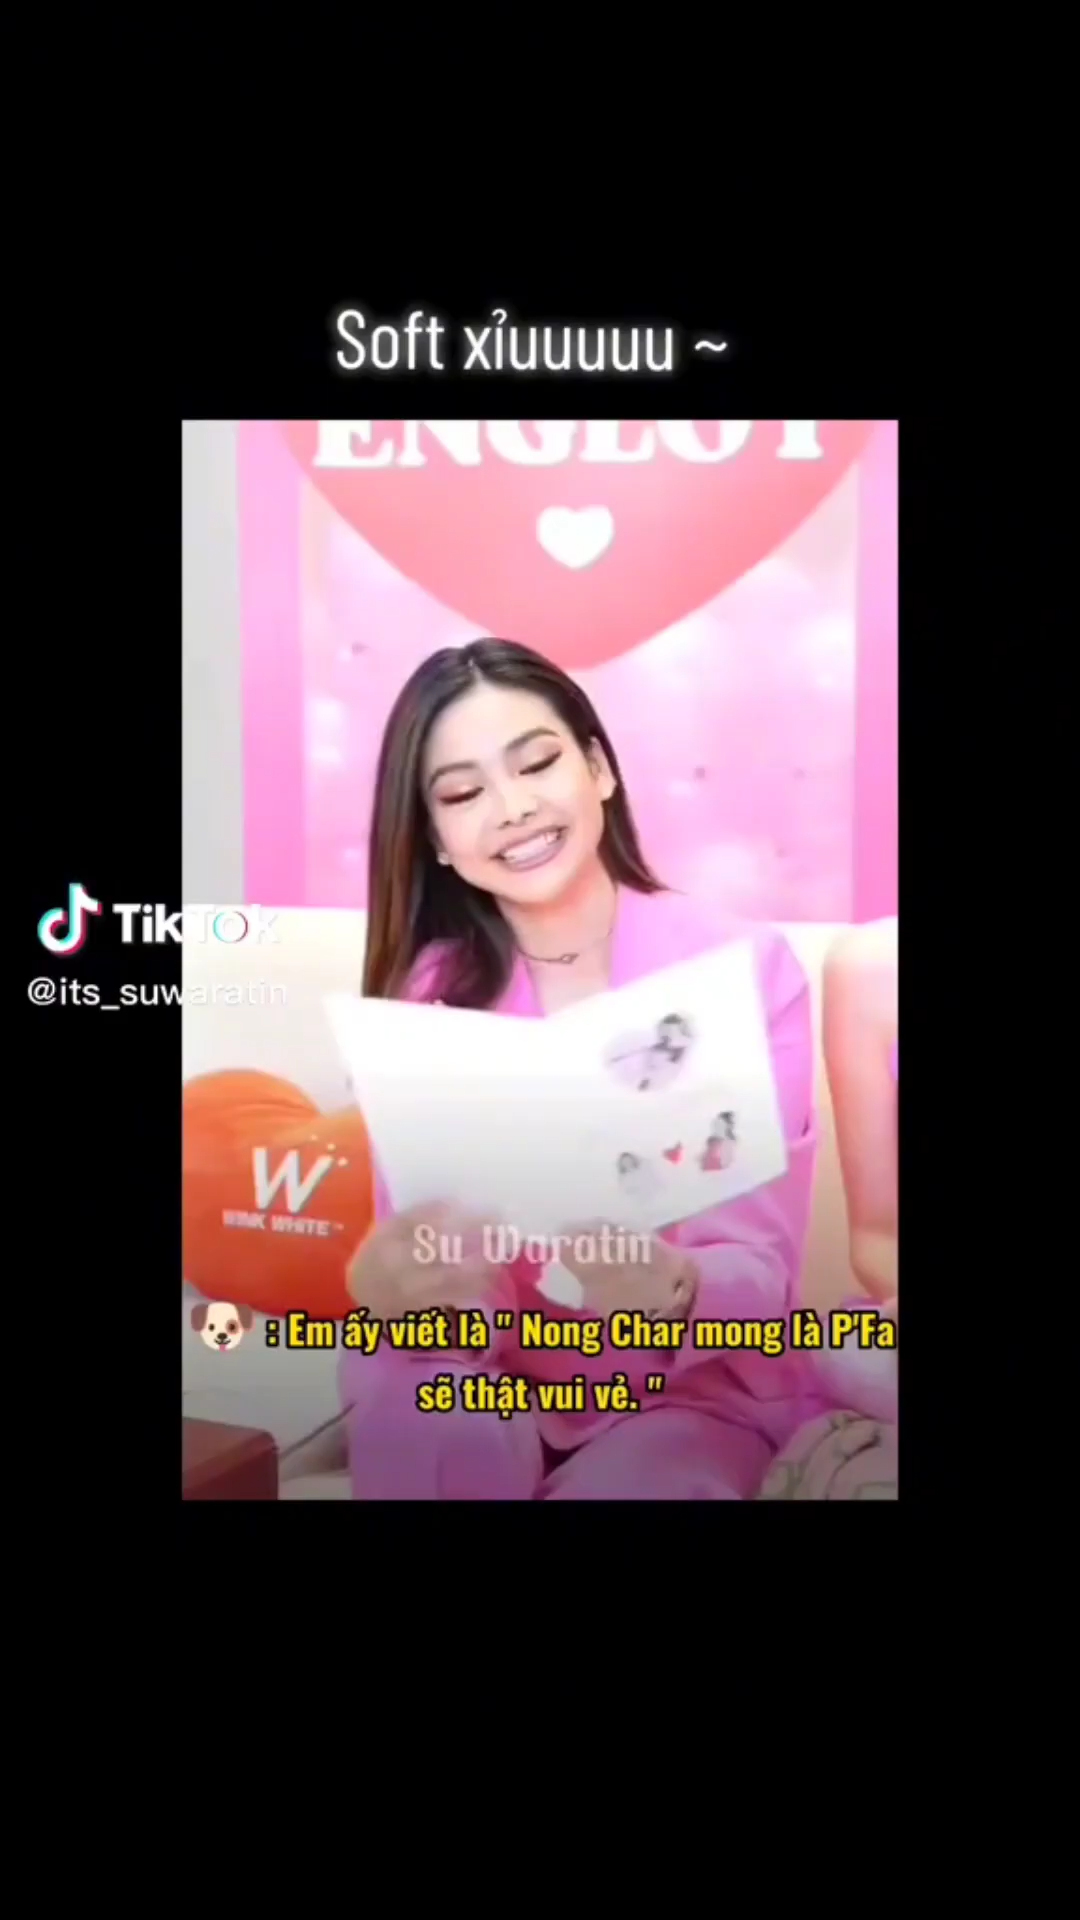 Soft xỉuuuuu ~
ENGLOT
TikTok
@its_suwaratin
W
WINK WHITE™
Su Waratin
: Em ấy viết là " Nong Char mong là P'Fa
sẽ thật vui vẻ. "